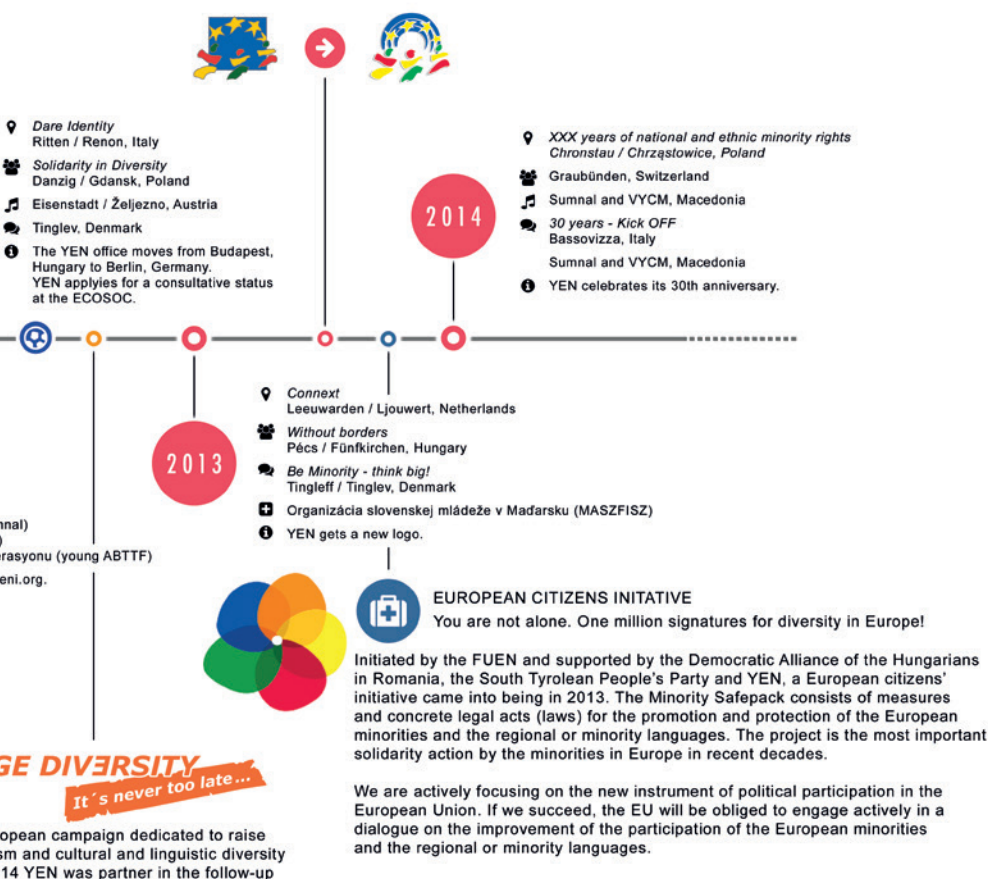 Dare Identity
Ritten / Renon, Italy
Solidarity in Diversity
Danzig / Gdansk, Poland
Eisenstadt / Željezno, Austria
Tinglev, Denmark
The YEN office moves from Budapest,
Hungary to Berlin, Germany.
YEN applyies for a consultative status
at the ECOSOC.
2014
XXX years of national and ethnic minority rights
Chronstau / Chrząstowice, Poland
Graubünden, Switzerland
Sumnal and VYCM, Macedonia
30 years - Kick OFF
Bassovizza, Italy
Sumnal and VYCM, Macedonia
YEN celebrates its 30th anniversary.
2013
Connext
Leeuwarden / Ljouwert, Netherlands
Without borders
Pécs / Fünfkirchen, Hungary
Be Minority - think big!
Tingleff / Tinglev, Denmark
Organizácia slovenskej mládeže v Maďarsku (MASZFISZ)
YEN gets a new logo.
nnal)
)
erasyonu (young ABTTF)
eni.org.
EUROPEAN CITIZENS INITATIVE
You are not alone. One million signatures for diversity in Europe!
Initiated by the FUEN and supported by the Democratic Alliance of the Hungarians
in Romania, the South Tyrolean People's Party and YEN, a European citizens'
initiative came into being in 2013. The Minority Safepack consists of measures
and concrete legal acts (laws) for the promotion and protection of the European
minorities and the regional or minority languages. The project is the most important
solidarity action by the minorities in Europe in recent decades.
We are actively focusing on the new instrument of political participation in the
European Union. If we succeed, the EU will be obliged to engage actively in a
dialogue on the improvement of the participation of the European minorities
and the regional or minority languages.
GE DIVƎRSITY
It´s never too late...
opean campaign dedicated to raise
sm and cultural and linguistic diversity
14 YEN was partner in the follow-up